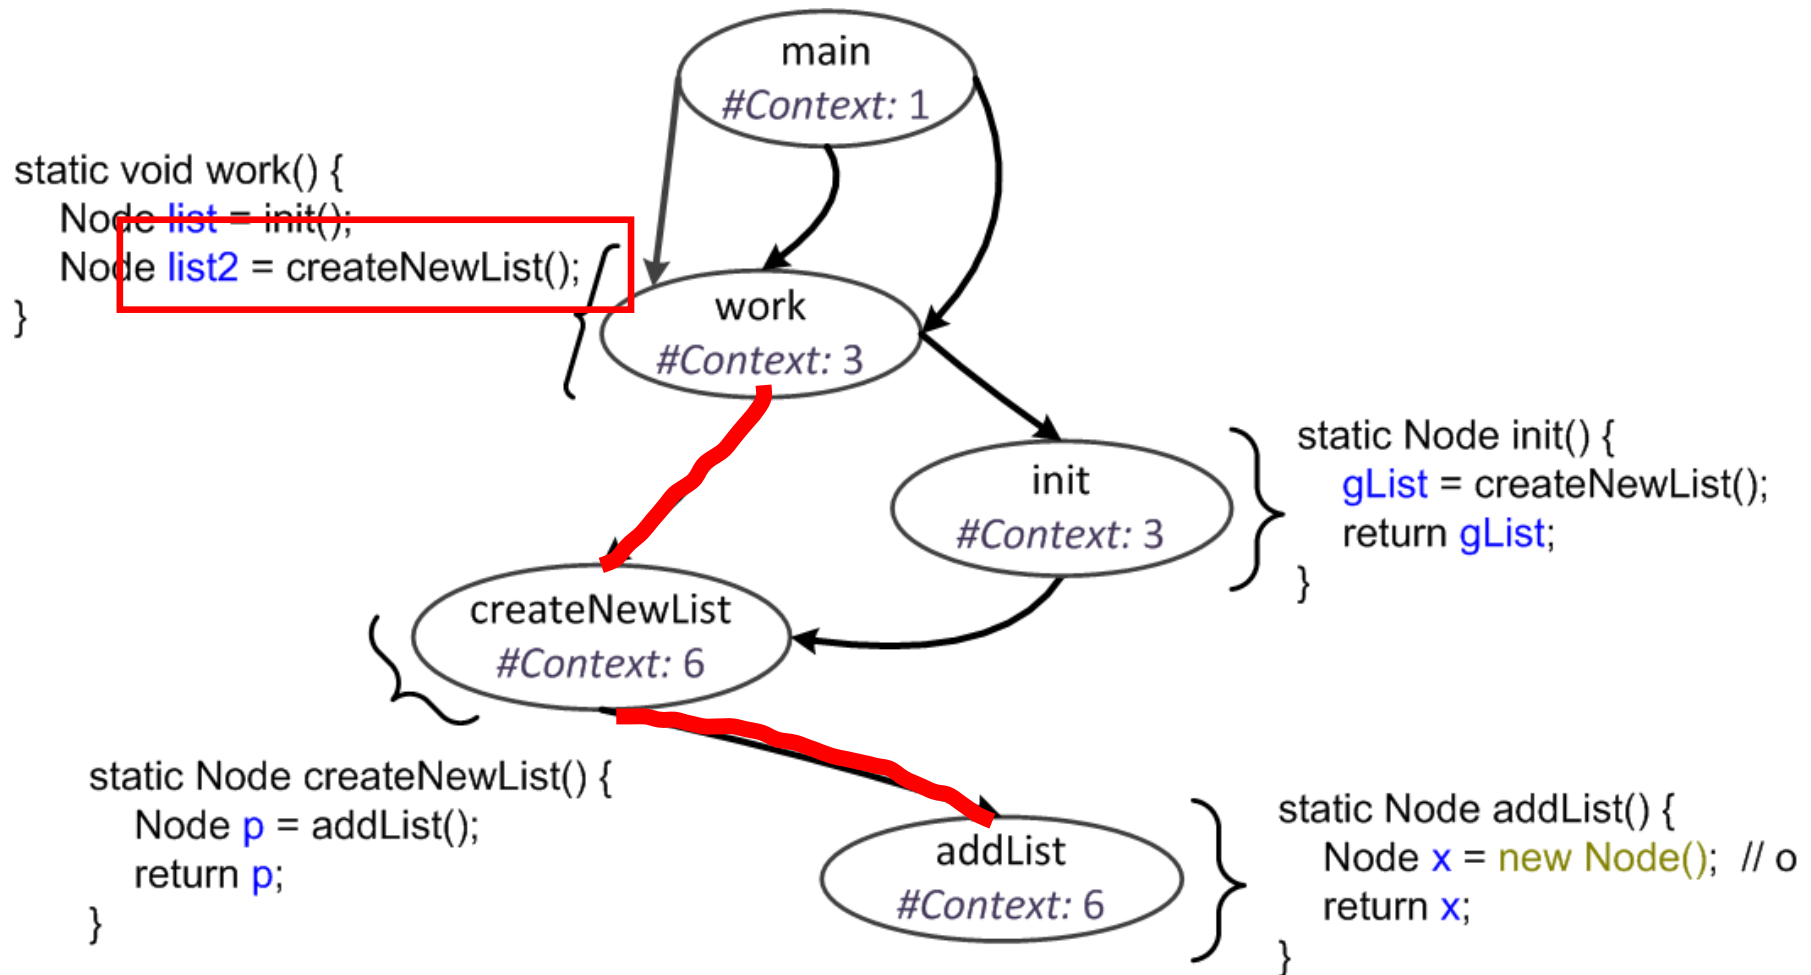 main
#Context: 1
static void work() {
Node list = init();
Node list2 = createNewList();
}
work
#Context: 3
init
#Context: 3
static Node init() {
gList = createNewList();
return gList;
}
createNewList
#Context: 6
static Node createNewList() {
Node p = addList();
return p;
}
addList
#Context: 6
static Node addList() {
Node x = new Node(); // o
return x;
}